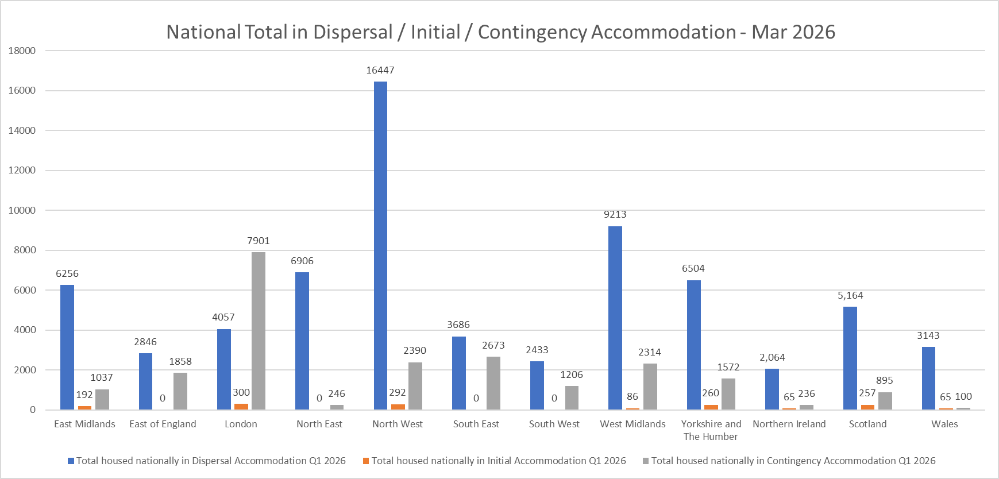 National Total in Dispersal / Initial / Contingency Accommodation - Mar 2026
18000
16000
14000
12000
10000
8000
6000
4000
2000
0
6256
192
1037
2846
0
1858
4057
300
7901
6906
0
246
16447
292
2390
3686
0
2673
2433
0
1206
9213
86
2314
6504
260
1572
2,064
65
236
5,164
257
895
3143
65
100
East Midlands
East of England
London
North East
North West
South East
South West
West Midlands
Yorkshire and
The Humber
Northern Ireland
Scotland
Wales
Total housed nationally in Dispersal Accommodation Q1 2026
Total housed nationally in Initial Accommodation Q1 2026
Total housed nationally in Contingency Accommodation Q1 2026